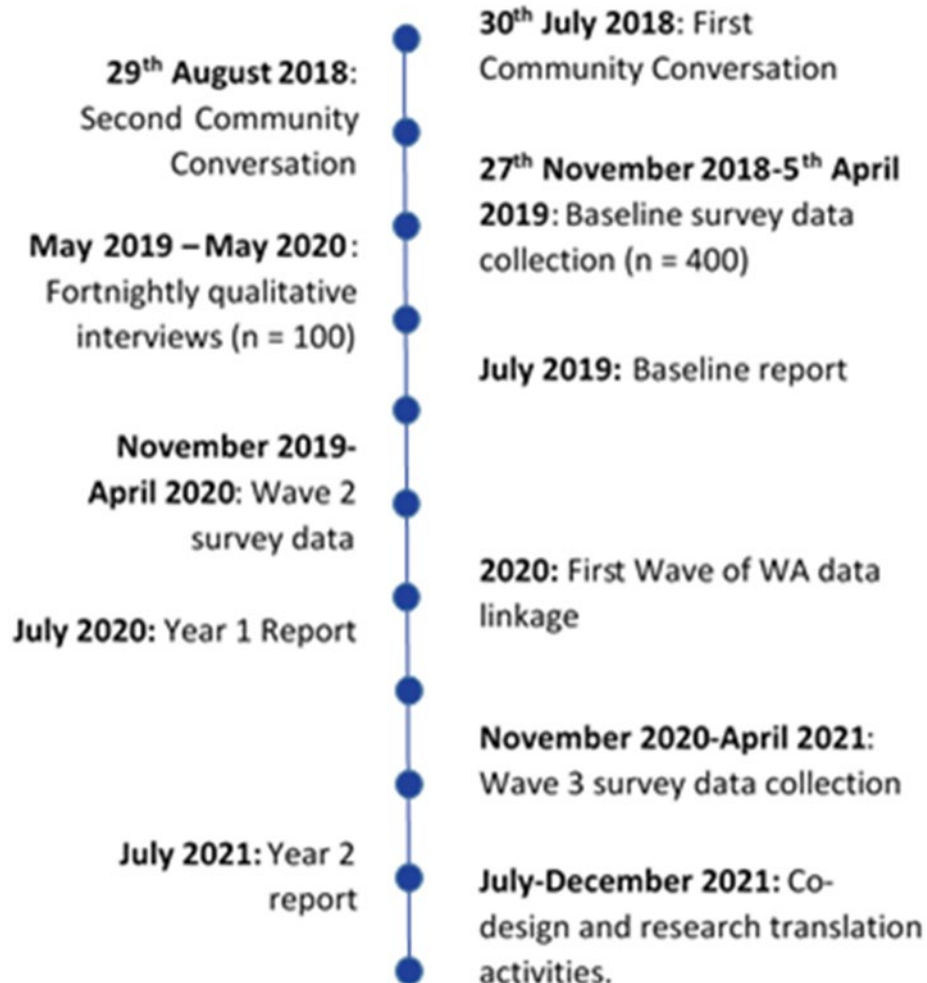 30th July 2018: First
Community Conversation
29th August 2018:
Second Community
Conversation
27th November 2018-5th April
2019: Baseline survey data
collection (n = 400)
May 2019 – May 2020:
Fortnightly qualitative
interviews (n = 100)
July 2019: Baseline report
November 2019-
April 2020: Wave 2
survey data
2020: First Wave of WA data
linkage
July 2020: Year 1 Report
November 2020-April 2021:
Wave 3 survey data collection
July 2021: Year 2
report
July-December 2021: Co-
design and research translation
activities.